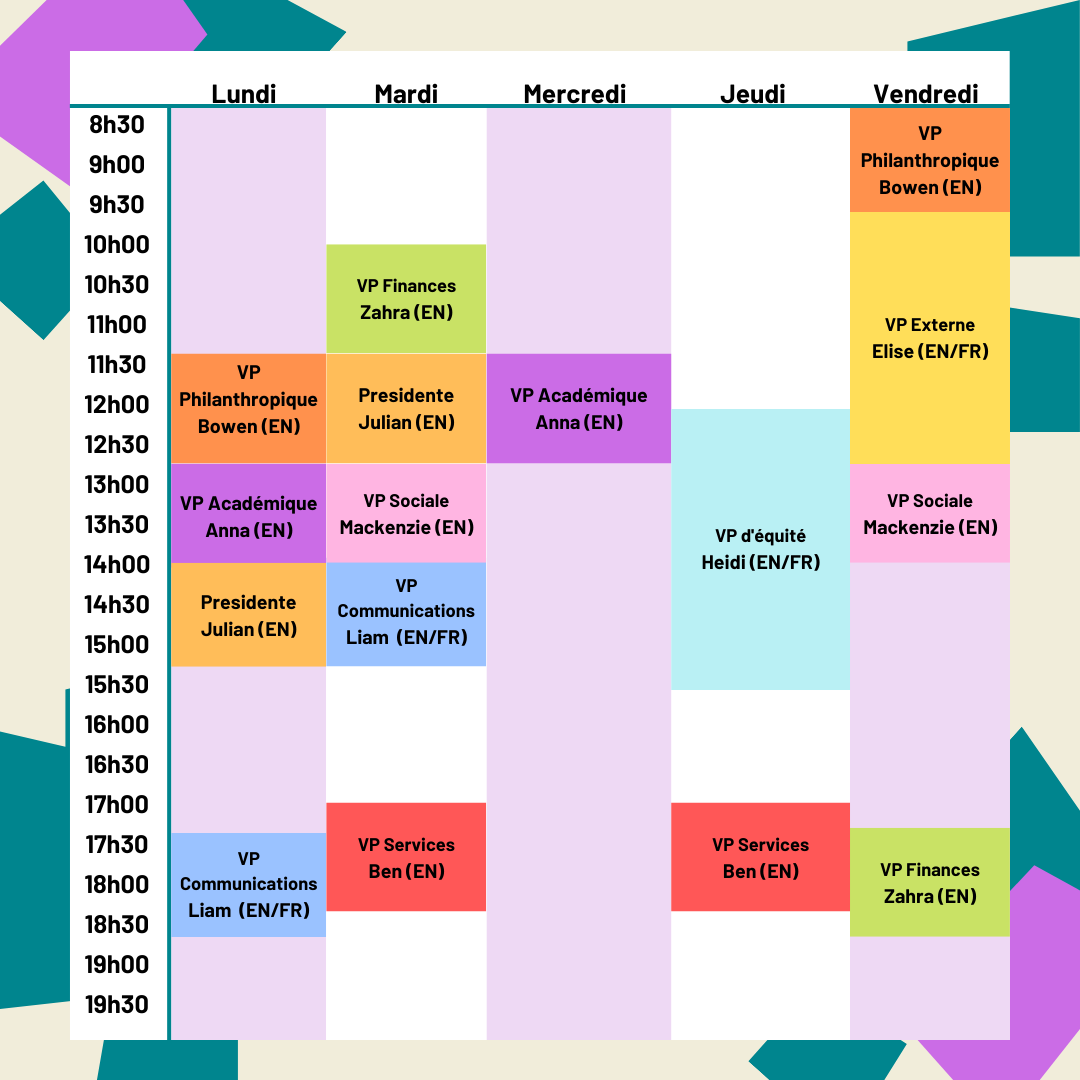 Lundi Mardi Mercredi Jeudi Vendredi
8h30
9h00
9h30
10h00
10h30
11h00
11h30
12h00
12h30
13h00
13h30
14h00
14h30
15h00
15h30
16h00
16h30
17h00
17h30
18h00
18h30
19h00
19h30
VP
Philanthropique
Bowen (EN)
VP Académique
Anna (EN)
Presidente
Julian (EN)
VP
Communications
Liam (EN/FR)
VP Finances
Zahra (EN)
Presidente
Julian (EN)
VP Sociale
Mackenzie (EN)
VP
Communications
Liam (EN/FR)
VP Services
Ben (EN)
VP Académique
Anna (EN)
VP d'équité
Heidi (EN/FR)
VP Services
Ben (EN)
VP
Philanthropique
Bowen (EN)
VP Externe
Elise (EN/FR)
VP Sociale
Mackenzie (EN)
VP Finances
Zahra (EN)